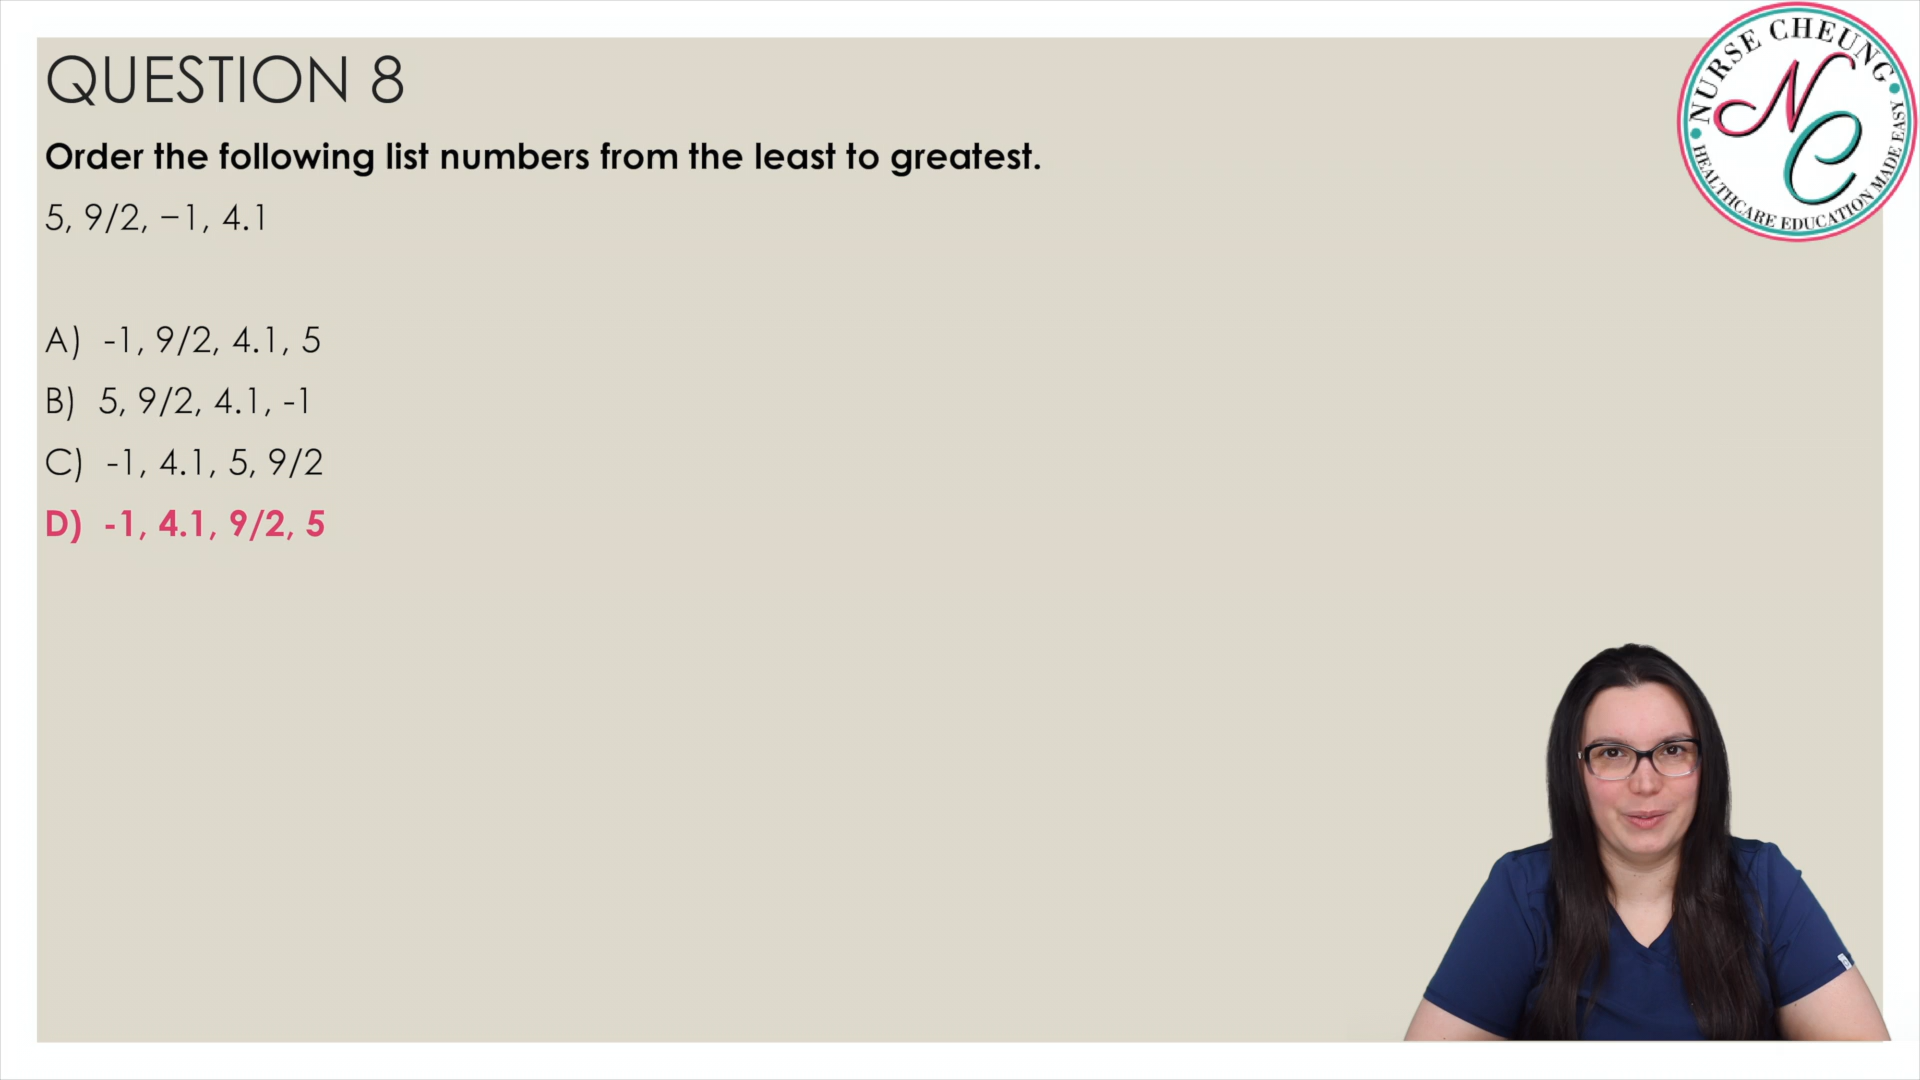 QUESTION 8
Order the following list numbers from the least to greatest.
5, 9/2, −1, 4.1
A) -1, 9/2, 4.1, 5
B) 5, 9/2, 4.1, -1
C) -1, 4.1, 5, 9/2
D) -1, 4.1, 9/2, 5
NURSE CHEUNG
NC
HEALTHCARE EDUCATION MADE EASY